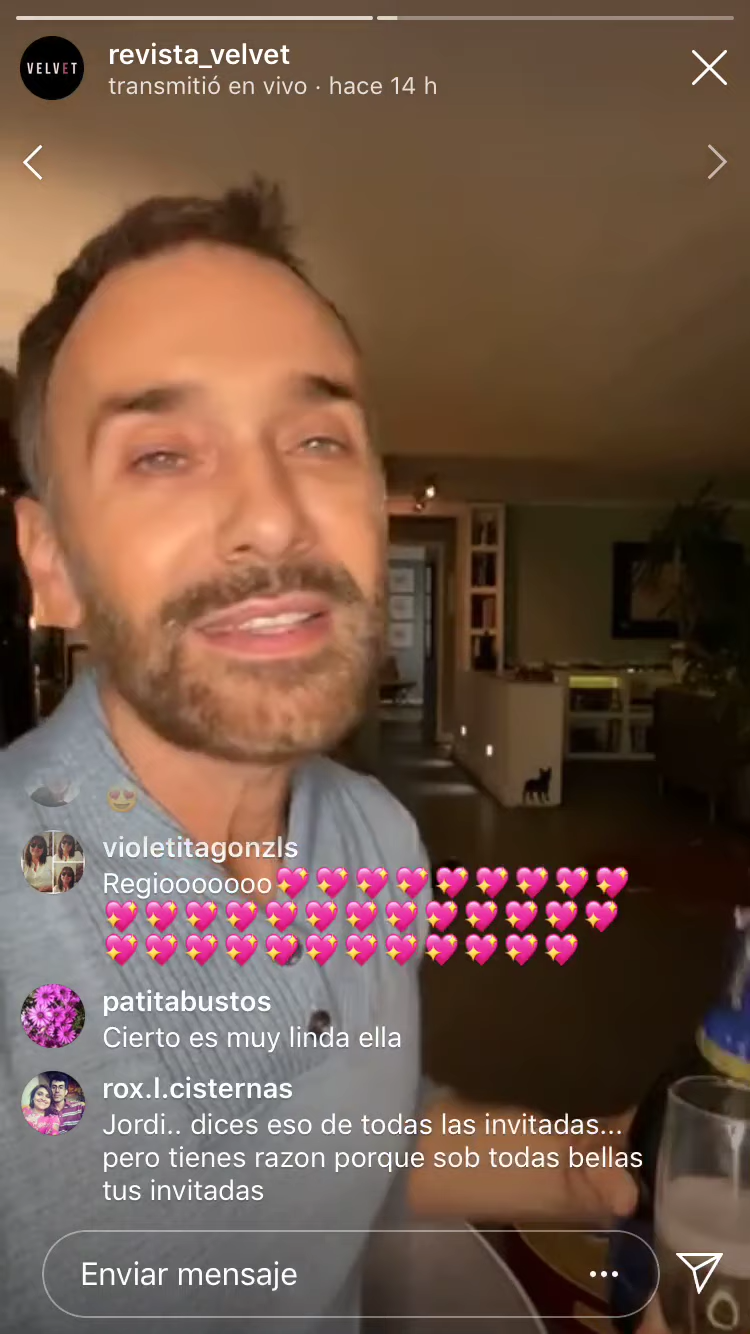 VELVET
revista_velvet
transmitió en vivo · hace 14 h
violetitagonzls
Regiooooooo💖💖💖💖💖💖💖💖💖
💖💖💖💖💖💖💖💖💖💖💖💖💖
💖💖💖💖💖💖💖💖💖💖💖💖
patitabustos
Cierto es muy linda ella
rox.l.cisternas
Jordi.. dices eso de todas las invitadas...
pero tienes razon porque sob todas bellas
tus invitadas
Enviar mensaje